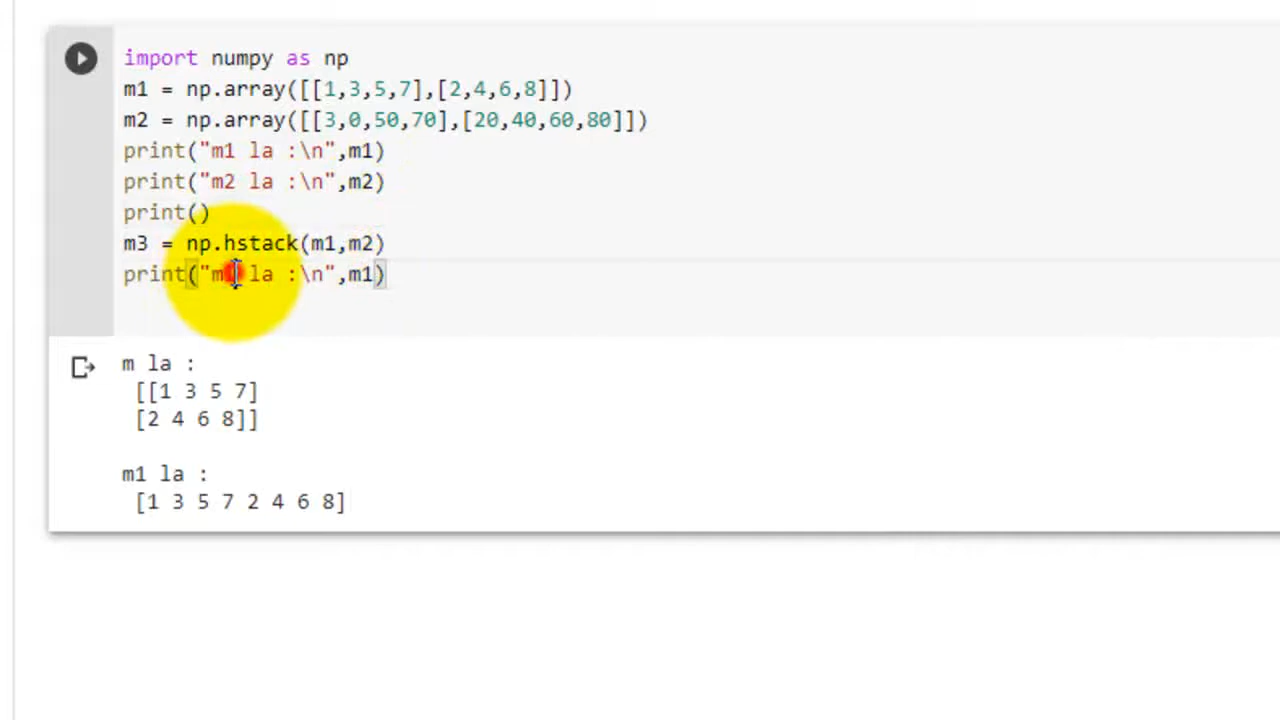 import numpy as np
m1 = np.array([[1,3,5,7],[2,4,6,8]])
m2 = np.array([[3,0,50,70],[20,40,60,80]])
print("m1 la :\n",m1)
print("m2 la :\n",m2)
print()
m3 = np.hstack(m1,m2)
print("m la :\n",m1)
m la :
[[1 3 5 7]
[2 4 6 8]]
m1 la :
[1 3 5 7 2 4 6 8]